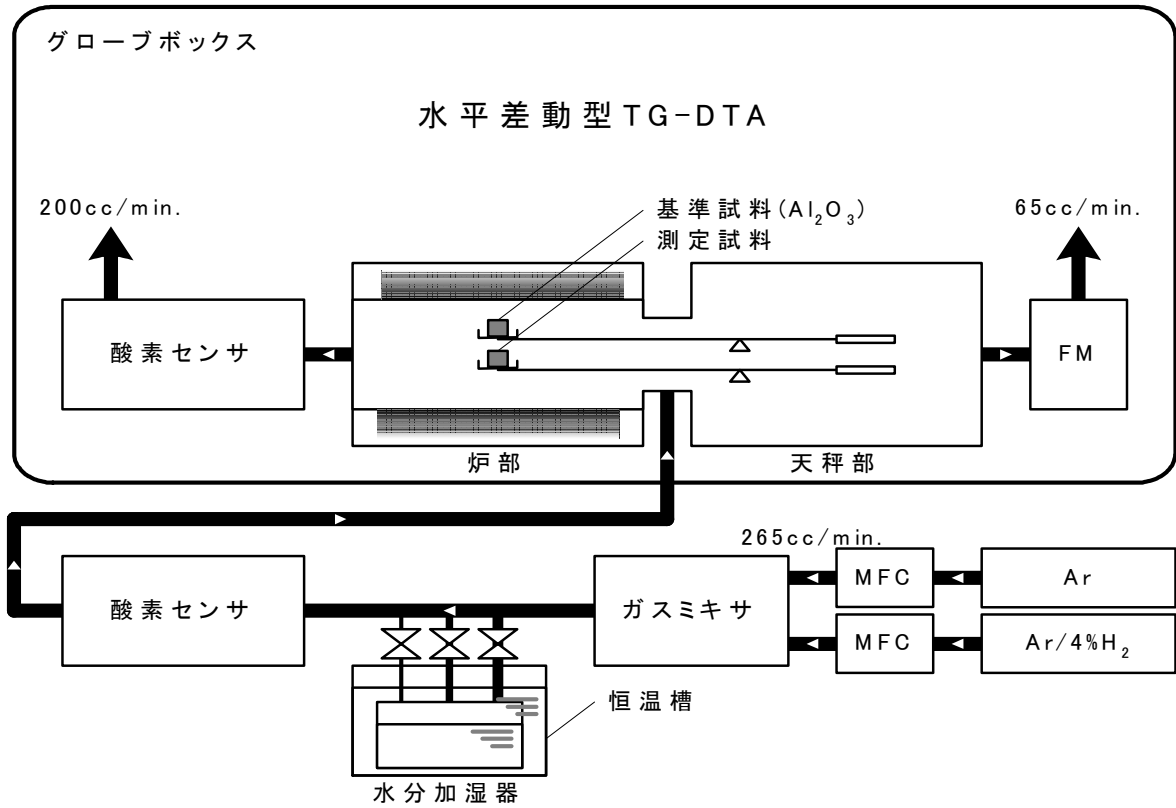 グローブボックス
水平差動型TG-DTA
200cc/min.
基準試料(Al₂O₃)
65cc/min.
測定試料
酸素センサ
FM
炉部
天秤部
265cc/min.
酸素センサ
ガスミキサ
MFC
Ar
MFC
Ar/4%H₂
恒温槽
水分加湿器